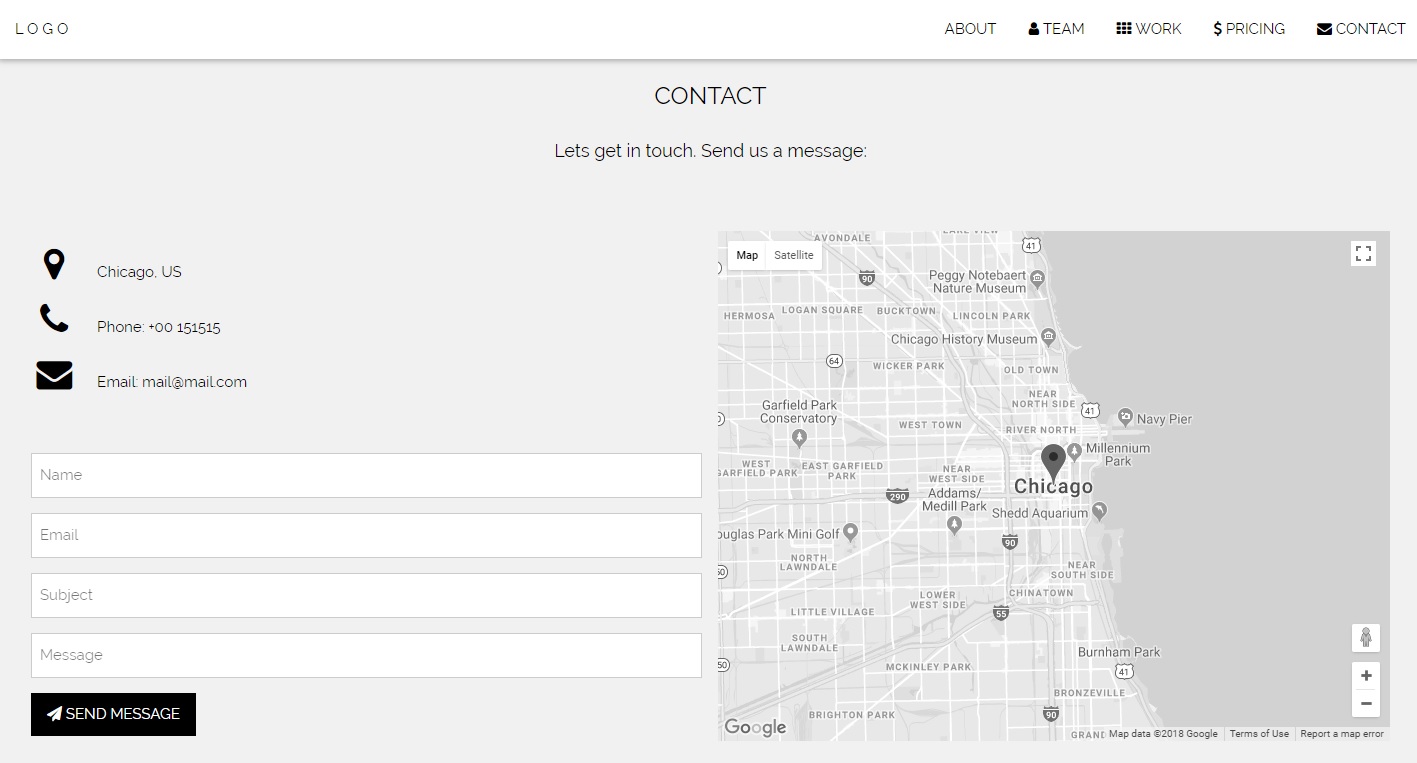 LOGO
ABOUT
TEAM
WORK
PRICING
CONTACT
CONTACT
Lets get in touch. Send us a message:
Chicago, US
Phone: +00 151515
Email: mail@mail.com
Name
Email
Subject
Message
SEND MESSAGE
Map
Satellite
AVONDALE
LAKE VIEW
41
90
Peggy Notebaert
Nature Museum
HERMOSA
LOGAN SQUARE
BUCKTOWN
LINCOLN PARK
Chicago History Museum
64
WICKER PARK
OLD TOWN
NEAR
NORTH SIDE
41
Garfield Park
Conservatory
Navy Pier
WEST TOWN
RIVER NORTH
Millennium
Park
WEST
GARFIELD PARK
EAST GARFIELD
PARK
NEAR
WEST SIDE
Chicago
290
Addams/
Medill Park
Shedd Aquarium
ouglas Park Mini Golf
90
NORTH
LAWNDALE
50
NEAR
SOUTH SIDE
LOWER
WEST SIDE
CHINATOWN
LITTLE VILLAGE
55
SOUTH
LAWNDALE
50
MCKINLEY PARK
Burnham Park
41
BRONZEVILLE
BRIGHTON PARK
90
Google
GRAND
Map data ©2018 Google
Terms of Use
Report a map error